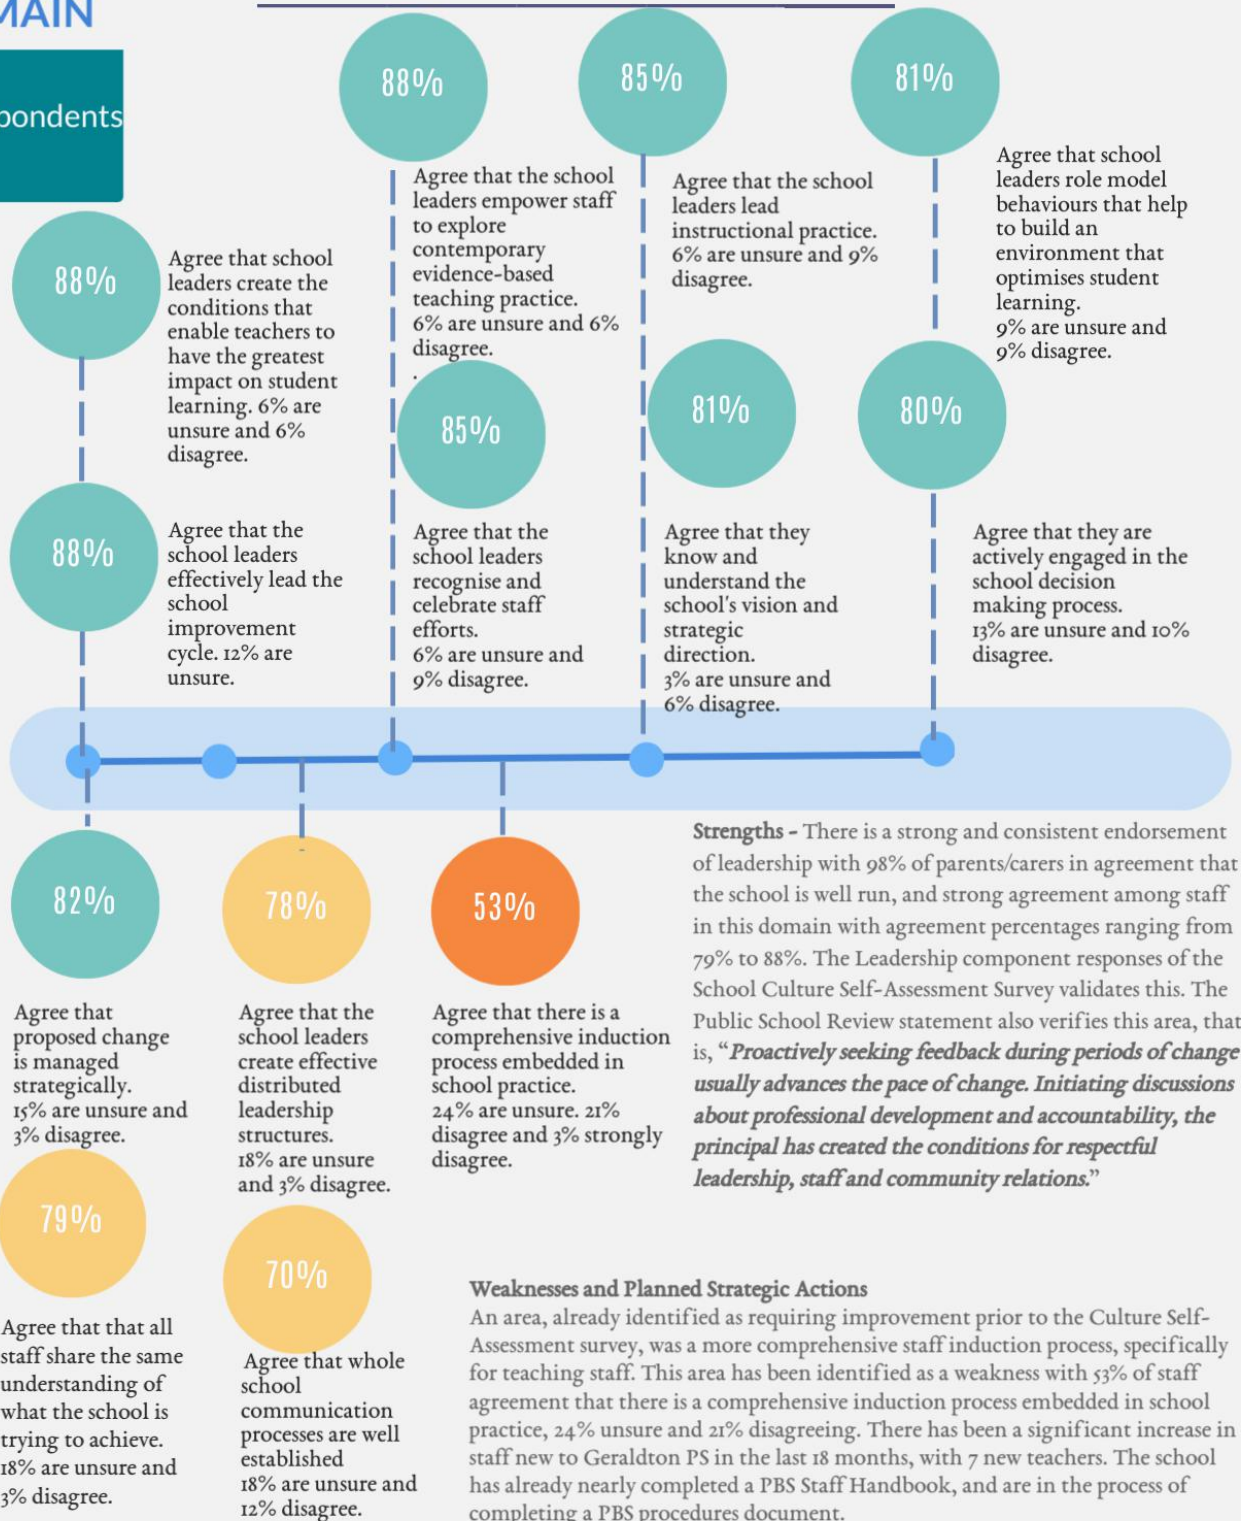 MAIN
pondents
88%
Agree that the school
leaders empower staff
to explore
contemporary
evidence-based
teaching practice.
6% are unsure and 6%
disagree.
.
85%
Agree that the school
leaders lead
instructional practice.
6% are unsure and 9%
disagree.
81%
Agree that school
leaders role model
behaviours that help
to build an
environment that
optimises student
learning.
9% are unsure and
9% disagree.
88%
Agree that school
leaders create the
conditions that
enable teachers to
have the greatest
impact on student
learning. 6% are
unsure and 6%
disagree.
88%
Agree that the
school leaders
effectively lead the
school
improvement
cycle. 12% are
unsure.
85%
Agree that the
school leaders
recognise and
celebrate staff
efforts.
6% are unsure and
9% disagree.
81%
Agree that they
know and
understand the
school's vision and
strategic
direction.
3% are unsure and
6% disagree.
80%
Agree that they are
actively engaged in the
school decision
making process.
13% are unsure and 10%
disagree.
82%
Agree that
proposed change
is managed
strategically.
15% are unsure and
3% disagree.
78%
Agree that the
school leaders
create effective
distributed
leadership
structures.
18% are unsure
and 3% disagree.
53%
Agree that there is a
comprehensive induction
process embedded in
school practice.
24% are unsure. 21%
disagree and 3% strongly
disagree.
79%
Agree that that all
staff share the same
understanding of
what the school is
trying to achieve.
18% are unsure and
3% disagree.
70%
Agree that whole
school
communication
processes are well
established
18% are unsure and
12% disagree.
Strengths - There is a strong and consistent endorsement
of leadership with 98% of parents/carers in agreement that
the school is well run, and strong agreement among staff
in this domain with agreement percentages ranging from
79% to 88%. The Leadership component responses of the
School Culture Self-Assessment Survey validates this. The
Public School Review statement also verifies this area, that
is, “Proactively seeking feedback during periods of change
usually advances the pace of change. Initiating discussions
about professional development and accountability, the
principal has created the conditions for respectful
leadership, staff and community relations.”
Weaknesses and Planned Strategic Actions
An area, already identified as requiring improvement prior to the Culture Self-
Assessment survey, was a more comprehensive staff induction process, specifically
for teaching staff. This area has been identified as a weakness with 53% of staff
agreement that there is a comprehensive induction process embedded in school
practice, 24% unsure and 21% disagreeing. There has been a significant increase in
staff new to Geraldton PS in the last 18 months, with 7 new teachers. The school
has already nearly completed a PBS Staff Handbook, and are in the process of
completing a PBS procedures document.